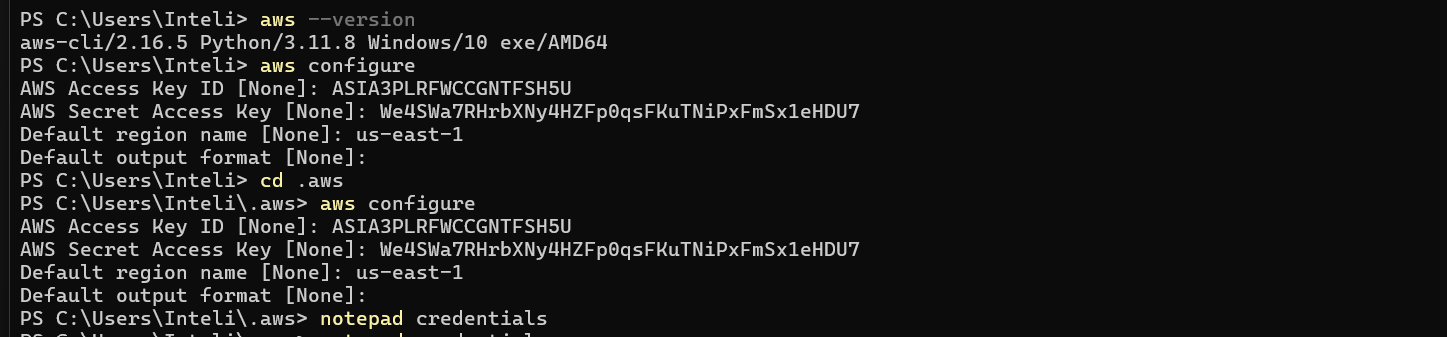 PS C:\Users\Inteli> aws --version
aws-cli/2.16.5 Python/3.11.8 Windows/10 exe/AMD64
PS C:\Users\Inteli> aws configure
AWS Access Key ID [None]: ASIA3PLRFWCCGNTFSH5U
AWS Secret Access Key [None]: We4SWa7RHrbXNy4HZFp0qsFKuTNiPxFmSx1eHDU7
Default region name [None]: us-east-1
Default output format [None]:
PS C:\Users\Inteli> cd .aws
PS C:\Users\Inteli\.aws> aws configure
AWS Access Key ID [None]: ASIA3PLRFWCCGNTFSH5U
AWS Secret Access Key [None]: We4SWa7RHrbXNy4HZFp0qsFKuTNiPxFmSx1eHDU7
Default region name [None]: us-east-1
Default output format [None]:
PS C:\Users\Inteli\.aws> notepad credentials